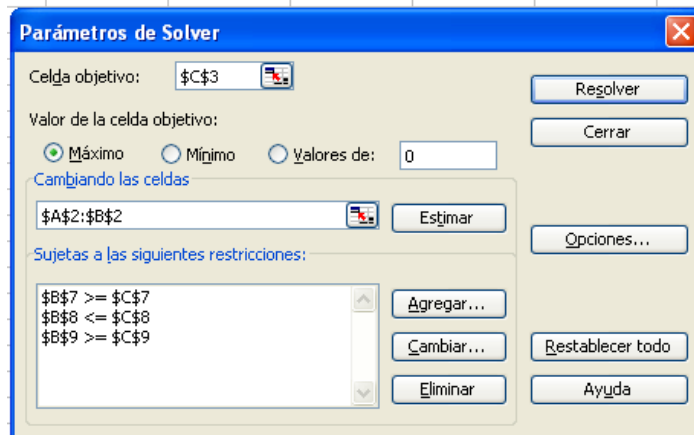 Parámetros de Solver
Celda objetivo: $C$3
Resolver
Valor de la celda objetivo:
Cerrar
Máximo Mínimo Valores de: 0
Cambiando las celdas
$A$2:$B$2 Estimar
Opciones...
Sujetas a las siguientes restricciones:
$B$7 >= $C$7
$B$8 <= $C$8
$B$9 >= $C$9
Agregar...
Cambiar... Restablecer todo
Eliminar Ayuda